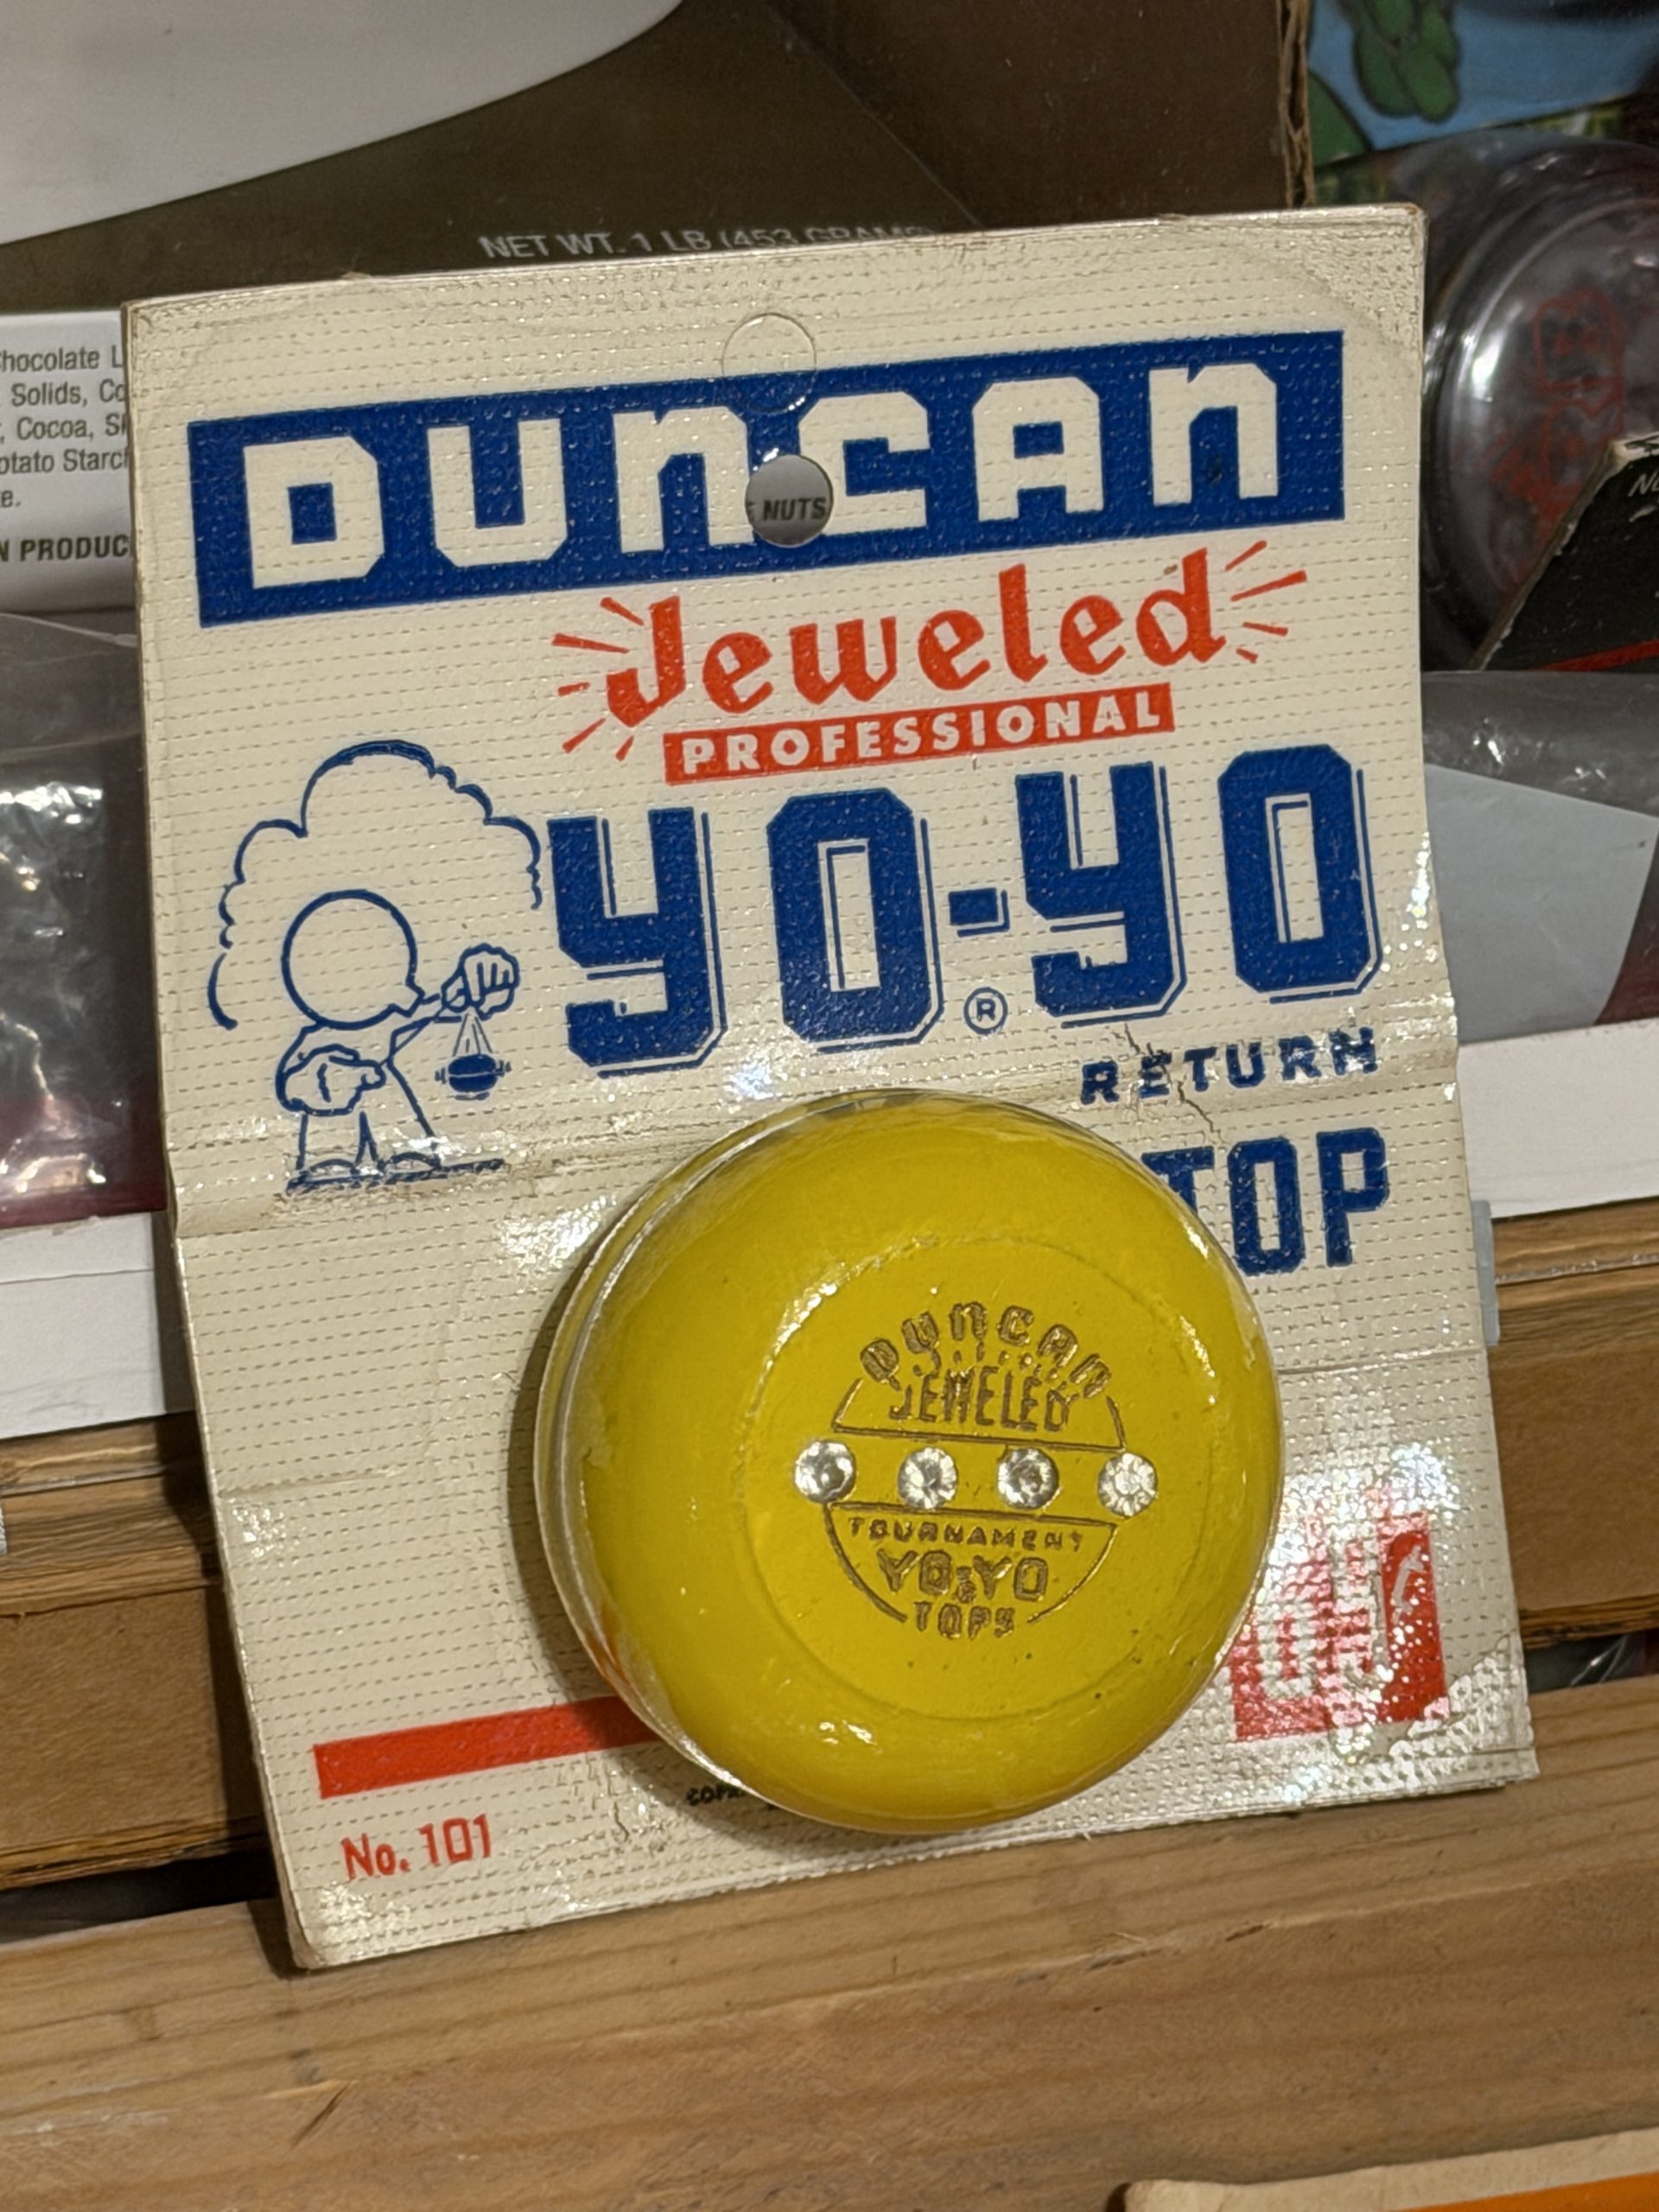 NET WT. 1 LB (453 GRAMS)
Chocolate
Solids,
Cocoa,
Potato Starch
PRODUC
NUTS
DUNCAN
Jeweled
PROFESSIONAL
YO-YO
®
RETURN
TOP
DUNCAN
JEWELED
TOURNAMENT
YO-YO
TOPS
No. 101